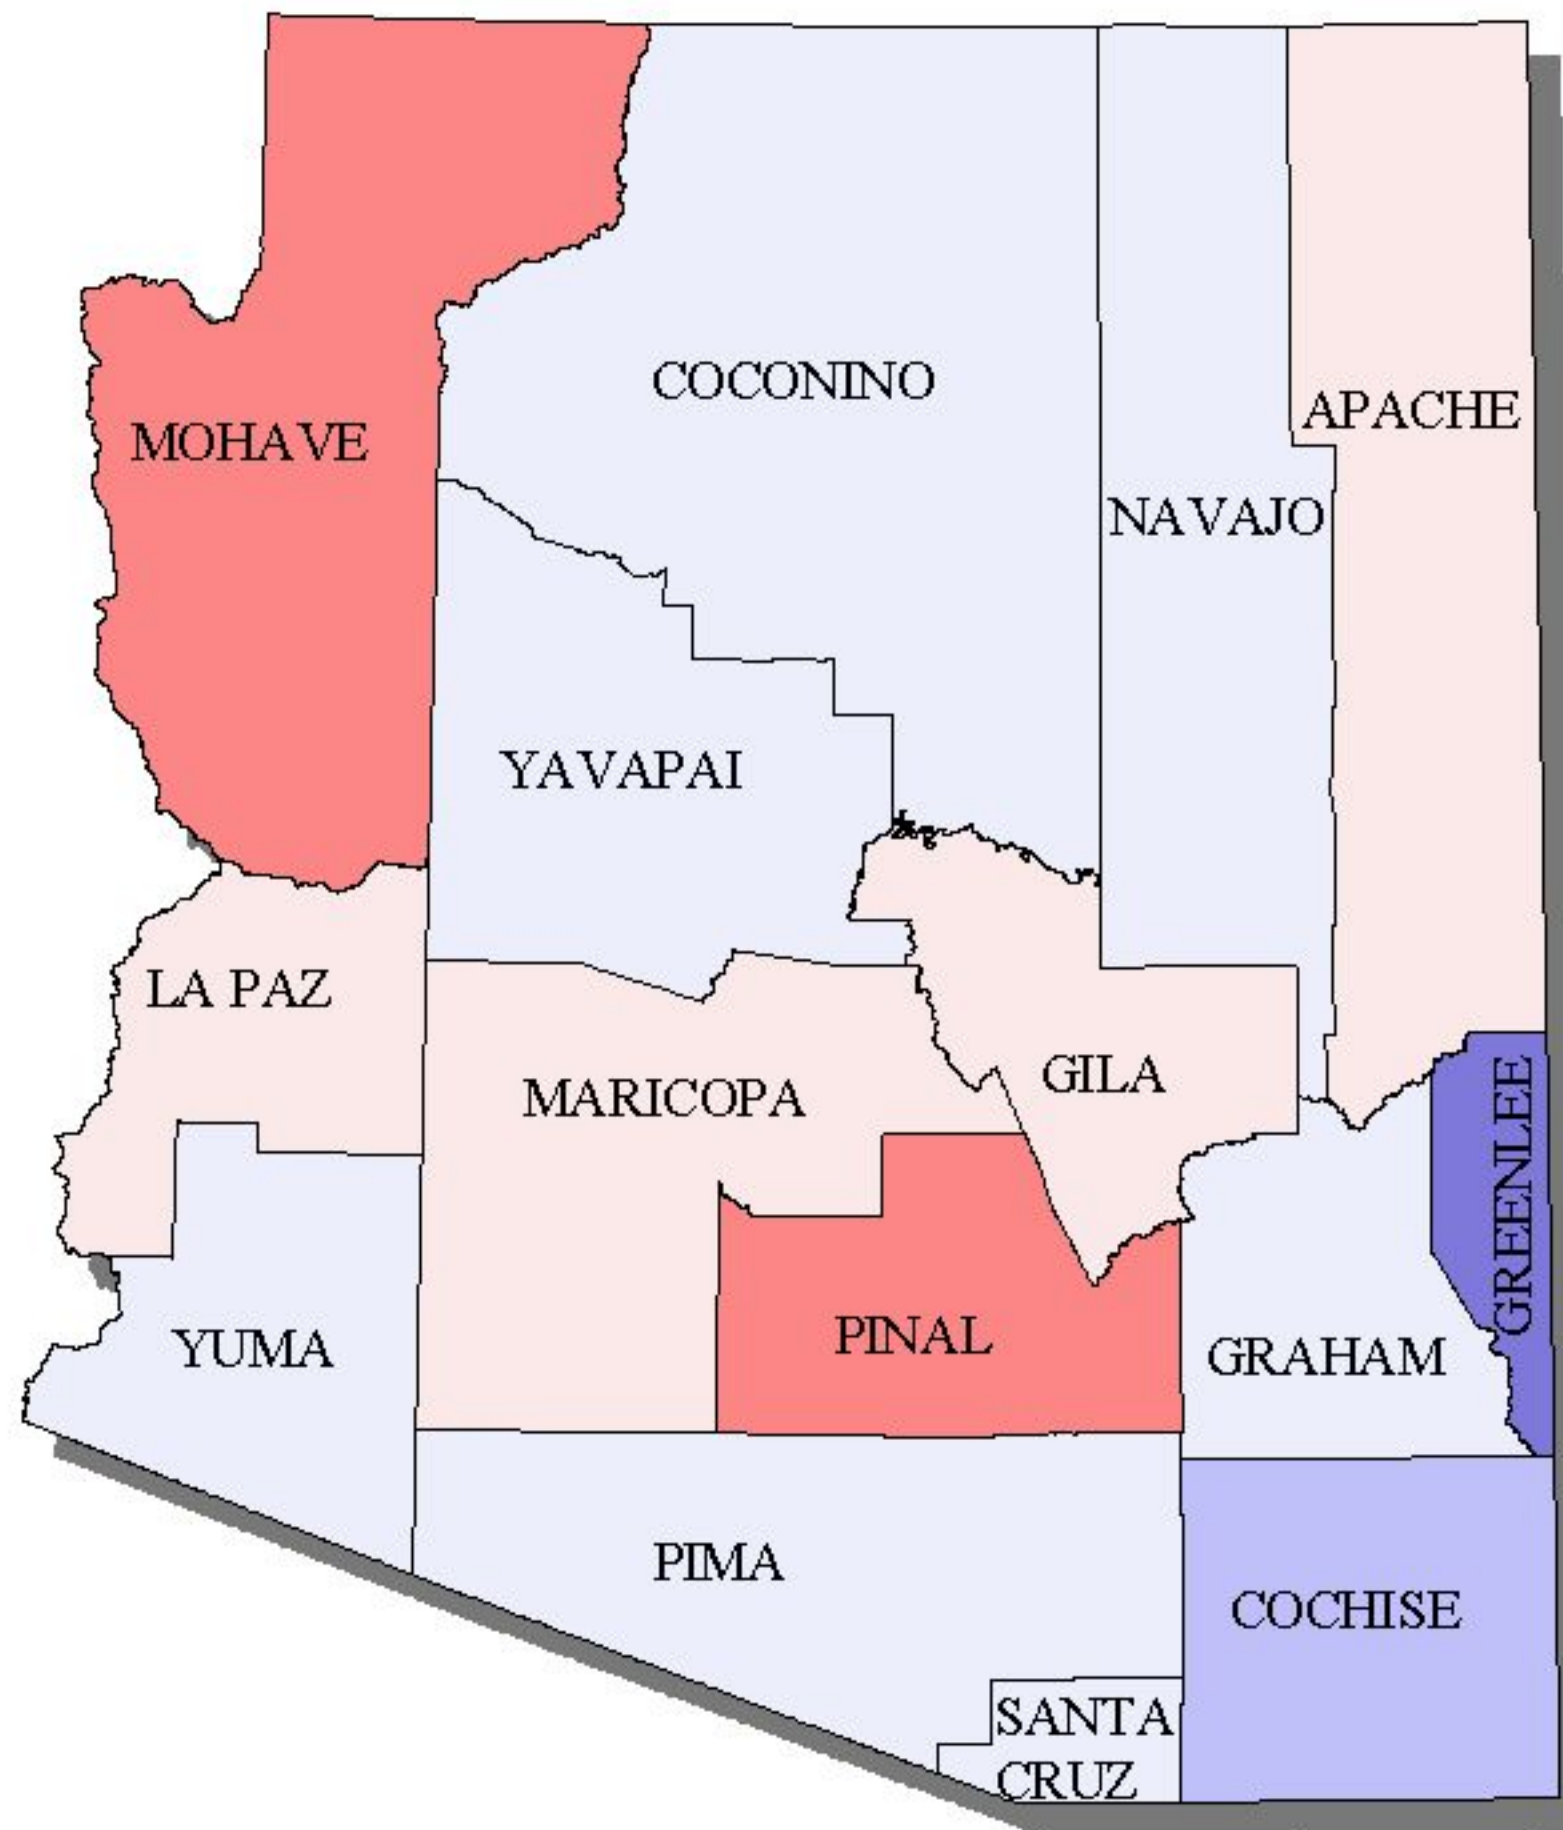 COCONINO
APACHE
MOHAVE
NAVAJO
YAVAPAI
LA PAZ
MARICOPA
GILA
GREENLEE
YUMA
PINAL
GRAHAM
PIMA
COCHISE
SANTA
CRUZ